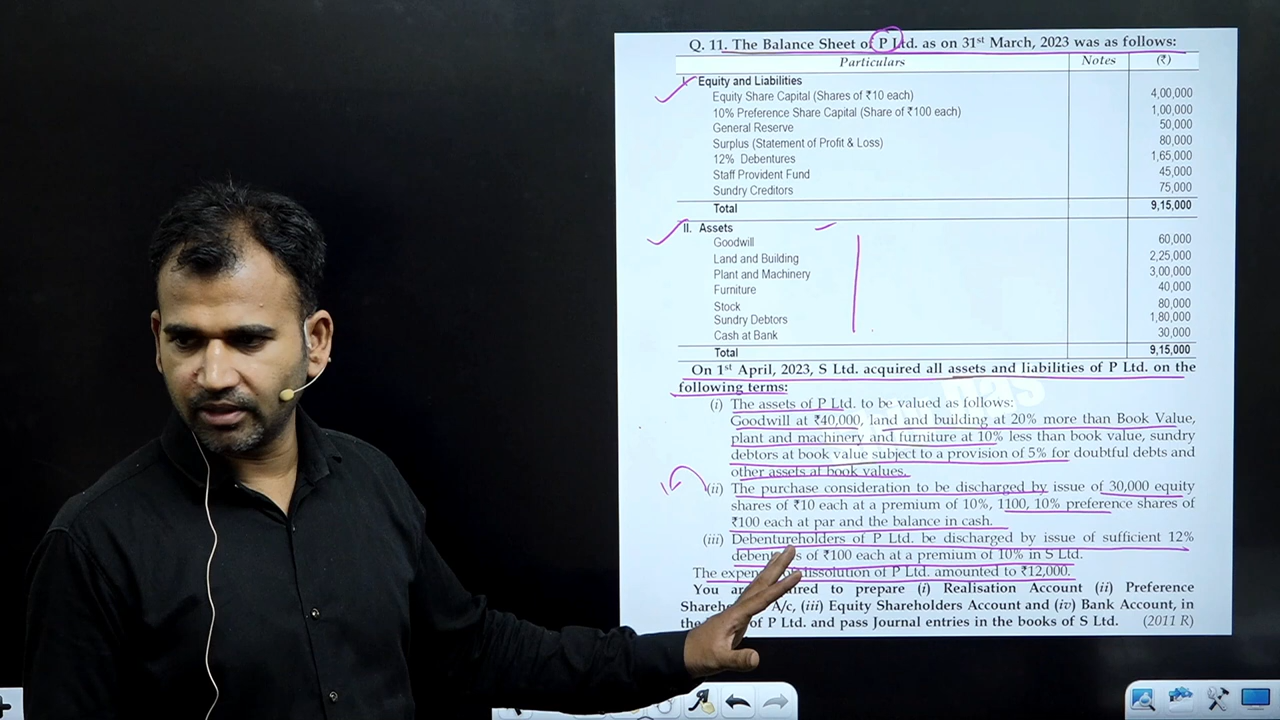 Q. 11. The Balance Sheet of P Ltd. as on 31st March, 2023 was as follows:
Particulars Notes (₹)
I. Equity and Liabilities
Equity Share Capital (Shares of ₹10 each) 4,00,000
10% Preference Share Capital (Share of ₹100 each) 1,00,000
General Reserve 50,000
Surplus (Statement of Profit & Loss) 80,000
12% Debentures 1,65,000
Staff Provident Fund 45,000
Sundry Creditors 75,000
Total 9,15,000
II. Assets
Goodwill 60,000
Land and Building 2,25,000
Plant and Machinery 3,00,000
Furniture 40,000
Stock 80,000
Sundry Debtors 1,80,000
Cash at Bank 30,000
Total 9,15,000
On 1st April, 2023, S Ltd. acquired all assets and liabilities of P Ltd. on the
following terms:
(i) The assets of P Ltd. to be valued as follows:
Goodwill at ₹40,000, land and building at 20% more than Book Value,
plant and machinery and furniture at 10% less than book value, sundry
debtors at book value subject to a provision of 5% for doubtful debts and
other assets at book values.
(ii) The purchase consideration to be discharged by issue of 30,000 equity
shares of ₹10 each at a premium of 10%, 1100, 10% preference shares of
₹100 each at par and the balance in cash.
(iii) Debentureholders of P Ltd. be discharged by issue of sufficient 12%
of ₹100 each at a premium of 10% in S Ltd.
The dissolution of P Ltd. amounted to ₹12,000.
You to prepare (i) Realisation Account (ii) Preference
A/c, (iii) Equity Shareholders Account and (iv) Bank Account, in
the of P Ltd. and pass Journal entries in the books of S Ltd. (2011 R)